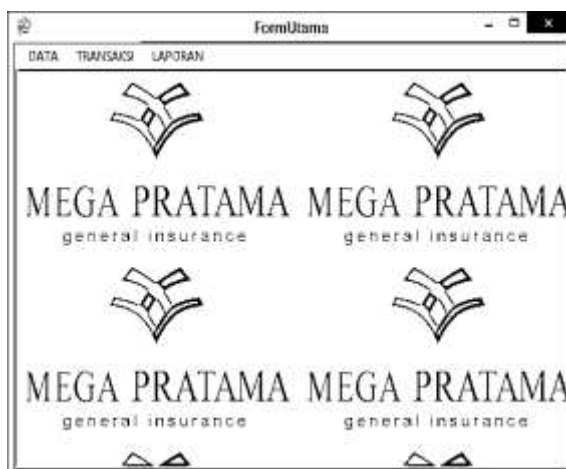 FormUtama
DATA TRANSAKSI LAPORAN
MEGA PRATAMA MEGA PRATAMA
general insurance general insurance
MEGA PRATAMA MEGA PRATAMA
general insurance general insurance